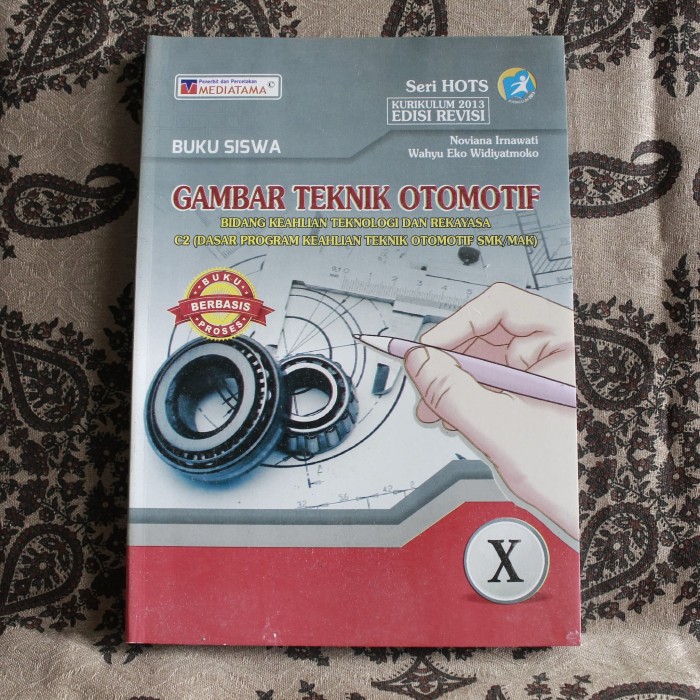 Penerbit dan Percetakan
MEDIATAMA ©
Seri HOTS
KURIKULUM 2013
EDISI REVISI
BUKU SISWA
Noviana Irnawati
Wahyu Eko Widiyatmoko
GAMBAR TEKNIK OTOMOTIF
BIDANG KEAHLIAN TEKNOLOGI DAN REKAYASA
C2 (DASAR PROGRAM KEAHLIAN TEKNIK OTOMOTIF SMK/MAK)
BUKU
BERBASIS
PROSES
X